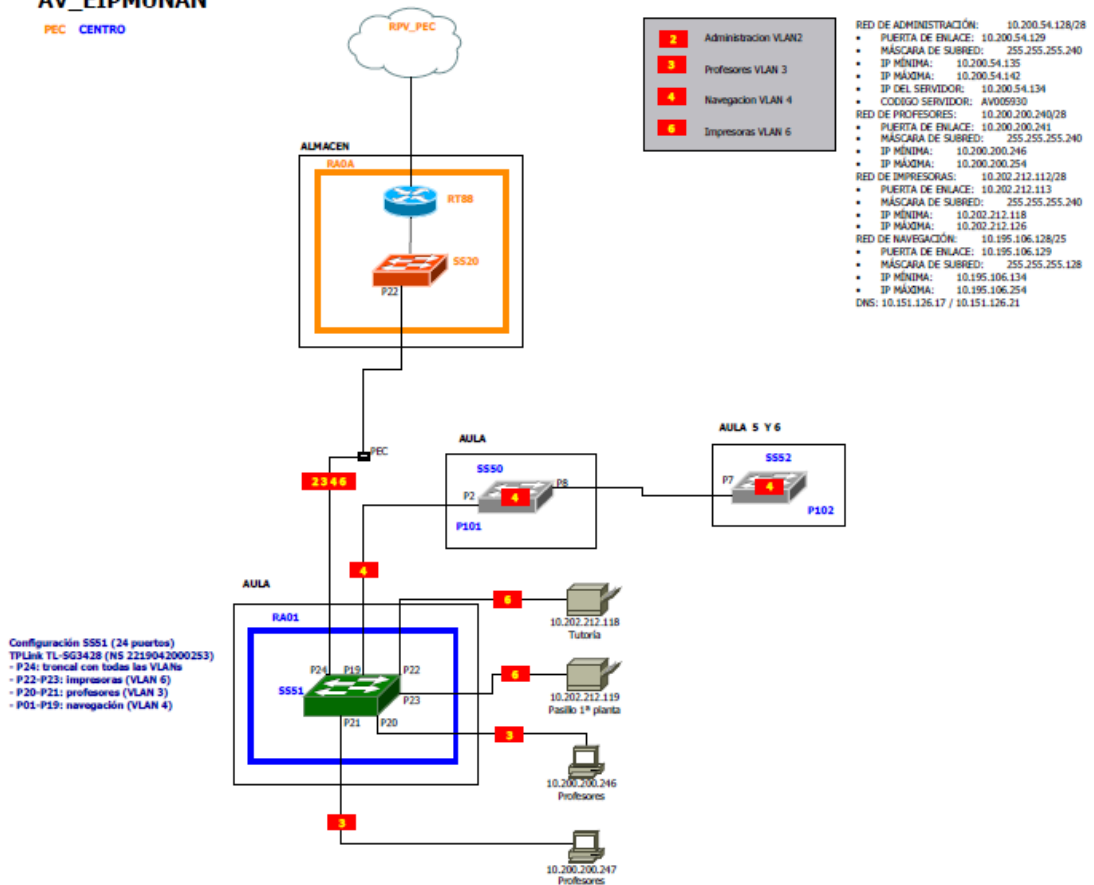 AV_EIPMUÑAN
PEC CENTRO
RPV_PEC
2 Administracion VLAN2
3 Profesores VLAN 3
4 Navegacion VLAN 4
6 Impresoras VLAN 6
RED DE ADMINISTRACIÓN: 10.200.54.128/28
• PUERTA DE ENLACE: 10.200.54.129
• MÁSCARA DE SUBRED: 255.255.255.240
• IP MÍNIMA: 10.200.54.135
• IP MÁXIMA: 10.200.54.142
• IP DEL SERVIDOR: 10.200.54.134
• CODIGO SERVIDOR: AV005930
RED DE PROFESORES: 10.200.200.240/28
• PUERTA DE ENLACE: 10.200.200.241
• MÁSCARA DE SUBRED: 255.255.255.240
• IP MÍNIMA: 10.200.200.246
• IP MÁXIMA: 10.200.200.254
RED DE IMPRESORAS: 10.202.212.112/28
• PUERTA DE ENLACE: 10.202.212.113
• MÁSCARA DE SUBRED: 255.255.255.240
• IP MÍNIMA: 10.202.212.118
• IP MÁXIMA: 10.202.212.126
RED DE NAVEGACIÓN: 10.195.106.128/25
• PUERTA DE ENLACE: 10.195.106.129
• MÁSCARA DE SUBRED: 255.255.255.128
• IP MÍNIMA: 10.195.106.134
• IP MÁXIMA: 10.195.106.254
DNS: 10.151.126.17 / 10.151.126.21
ALMACEN
RA0A
RT88
SS20
P22
PEC
2 3 4 6
AULA
SS50
P2
4
P8
P101
AULA 5 Y 6
SS52
P7
4
P102
4
AULA
RA01
P24
P19
P22
SS51
P23
P21
P20
6
10.202.212.118
Tutoría
6
10.202.212.119
Pasillo 1ª planta
3
10.200.200.246
Profesores
3
10.200.200.247
Profesores
Configuración SS51 (24 puertos)
TPLink TL-SG3428 (NS 2219042000253)
- P24: troncal con todas las VLANs
- P22-P23: impresoras (VLAN 6)
- P20-P21: profesores (VLAN 3)
- P01-P19: navegación (VLAN 4)